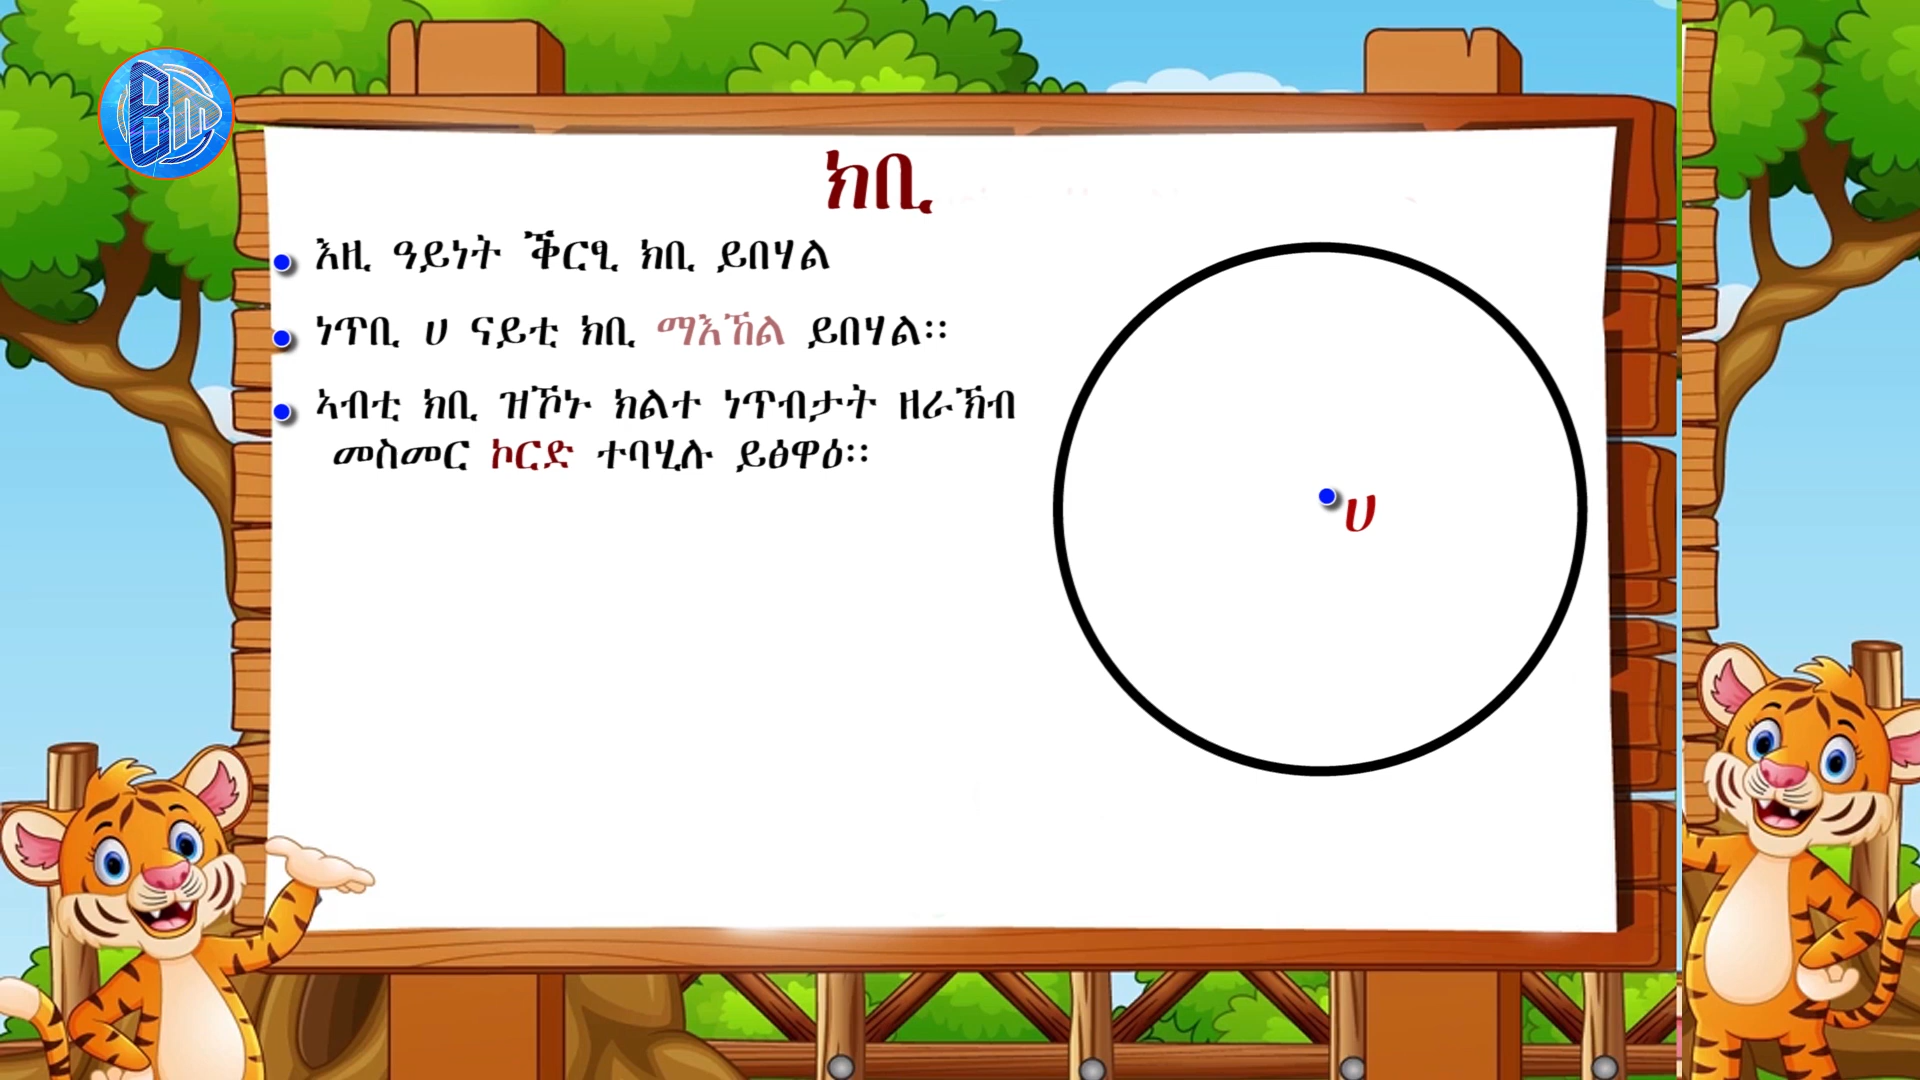 ክቢ
እዚ ዓይነት ቕርፂ ክቢ ይበሃል
ነጥቢ ሀ ናይቲ ክቢ ማእኸል ይበሃል፡፡
ኣብቲ ክቢ ዝኾኑ ክልተ ነጥብታት ዘራኽብ
መስመር ኮርድ ተባሂሉ ይፅዋዕ፡፡
ሀ